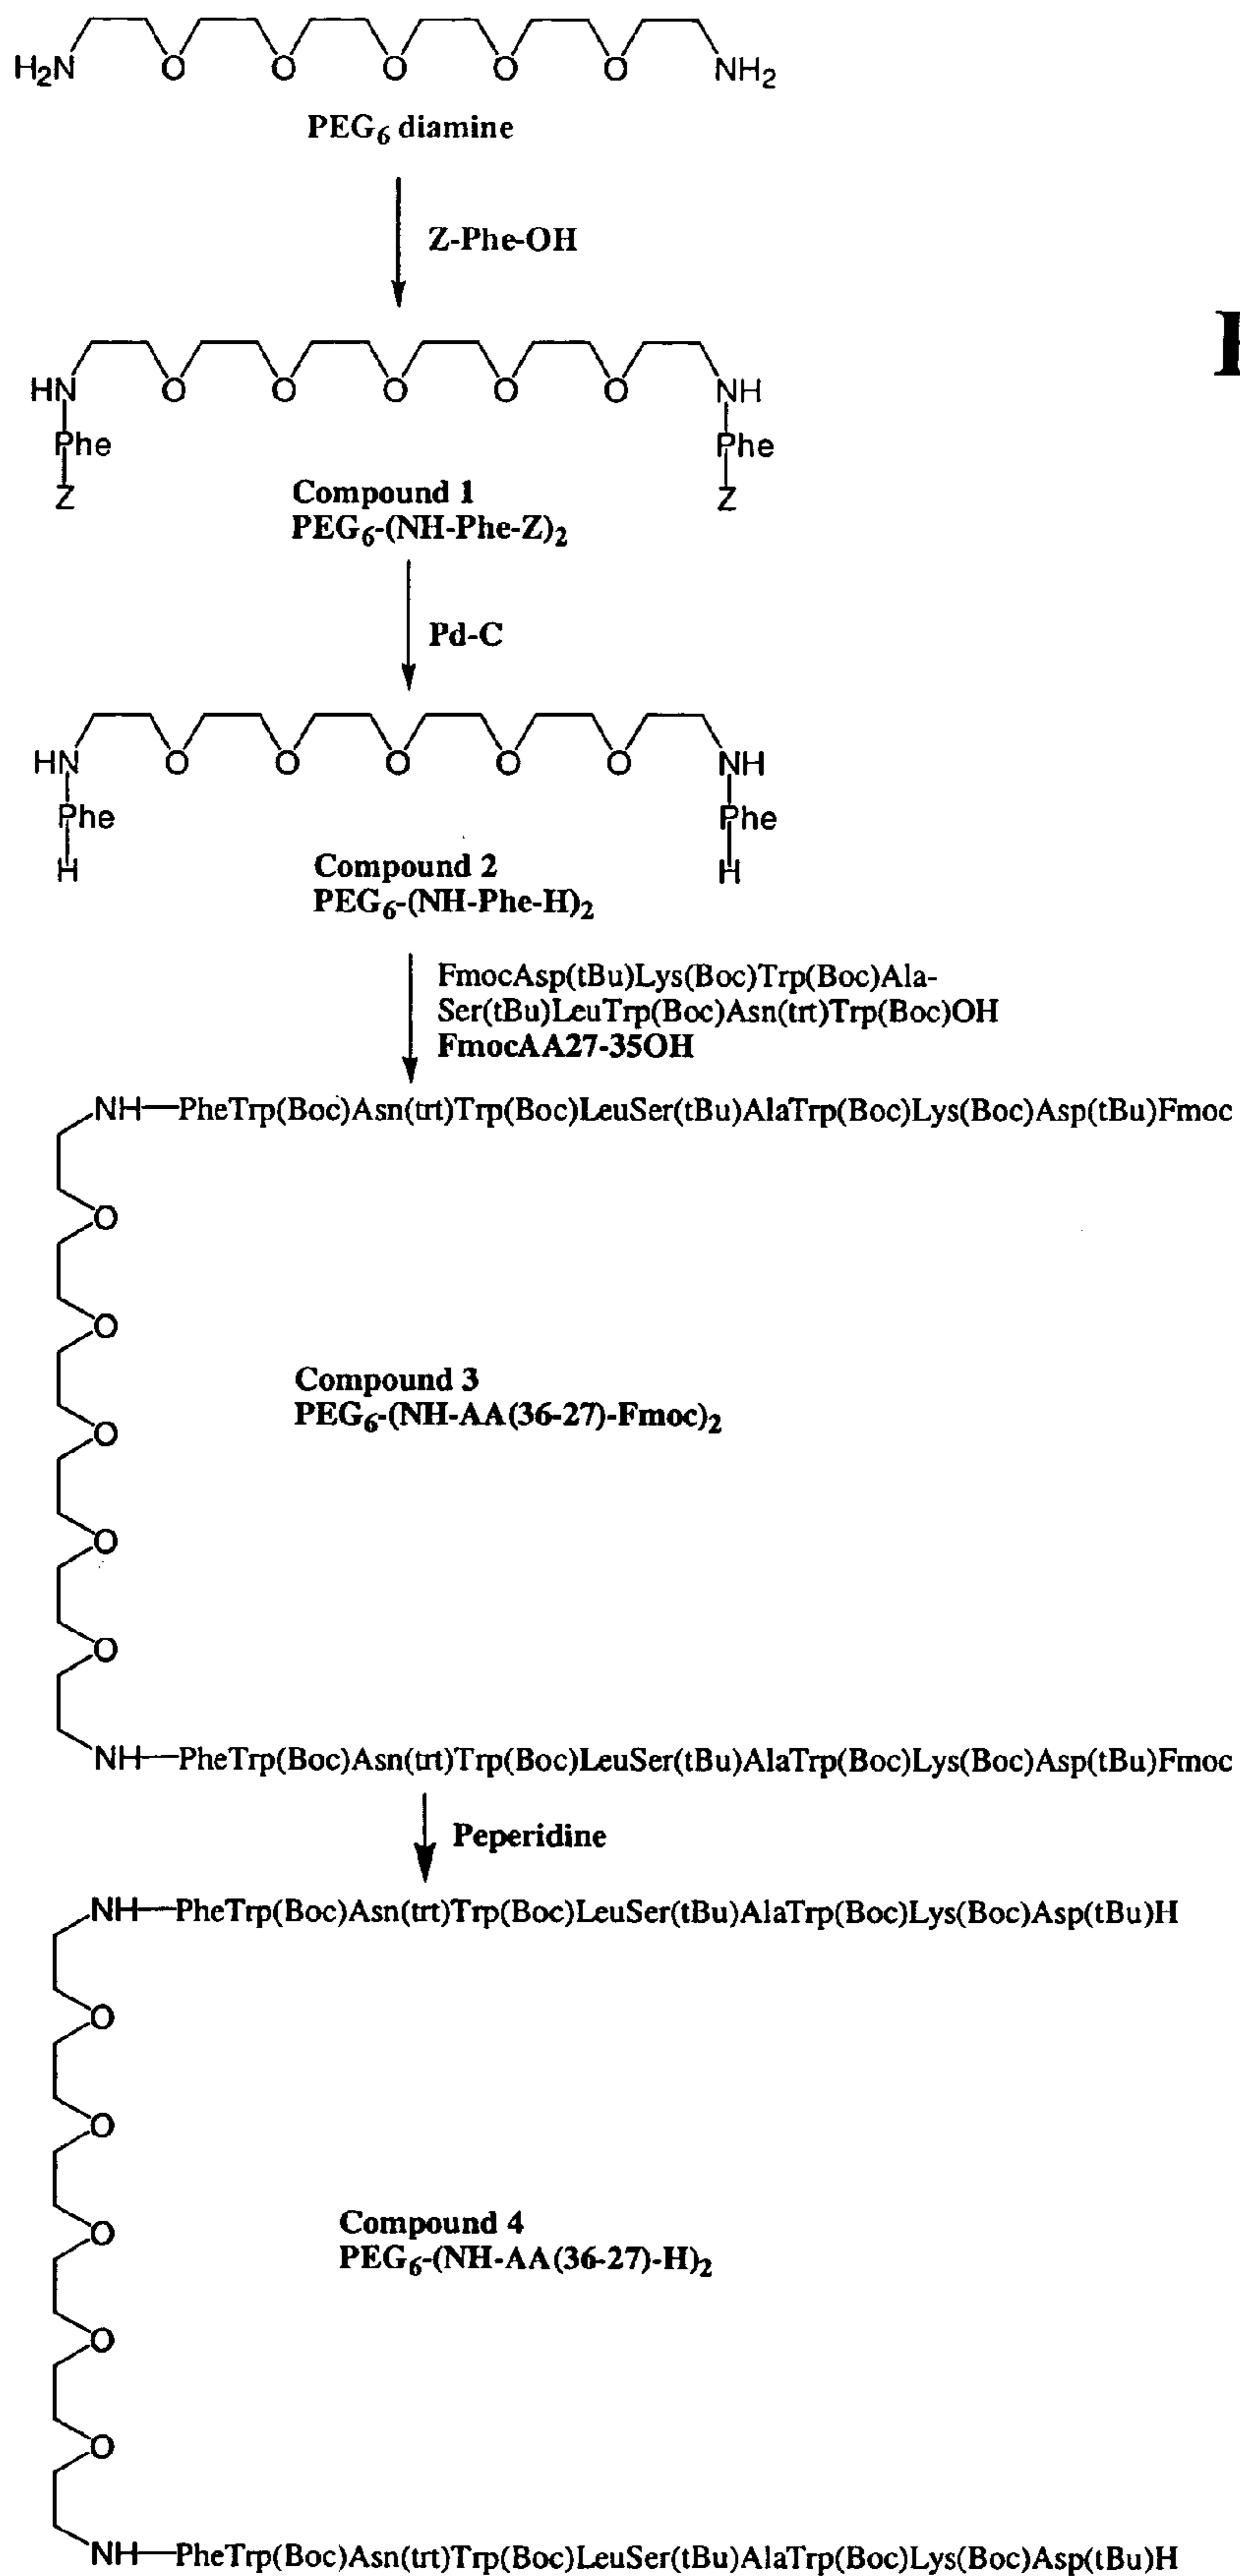 H₂N O O O O O NH₂
PEG₆ diamine
Z-Phe-OH
HN O O O O O NH
Phe Phe
Z Z
Compound 1
PEG₆-(NH-Phe-Z)₂
Pd-C
HN O O O O O NH
Phe Phe
H H
Compound 2
PEG₆-(NH-Phe-H)₂
FmocAsp(tBu)Lys(Boc)Trp(Boc)Ala-
Ser(tBu)LeuTrp(Boc)Asn(trt)Trp(Boc)OH
FmocAA27-35OH
NH—PheTrp(Boc)Asn(trt)Trp(Boc)LeuSer(tBu)AlaTrp(Boc)Lys(Boc)Asp(tBu)Fmoc
O
O
Compound 3
PEG₆-(NH-AA(36-27)-Fmoc)₂
O
O
O
NH—PheTrp(Boc)Asn(trt)Trp(Boc)LeuSer(tBu)AlaTrp(Boc)Lys(Boc)Asp(tBu)Fmoc
Peperidine
NH—PheTrp(Boc)Asn(trt)Trp(Boc)LeuSer(tBu)AlaTrp(Boc)Lys(Boc)Asp(tBu)H
O
O
Compound 4
O
PEG₆-(NH-AA(36-27)-H)₂
O
O
NH—PheTrp(Boc)Asn(trt)Trp(Boc)LeuSer(tBu)AlaTrp(Boc)Lys(Boc)Asp(tBu)H